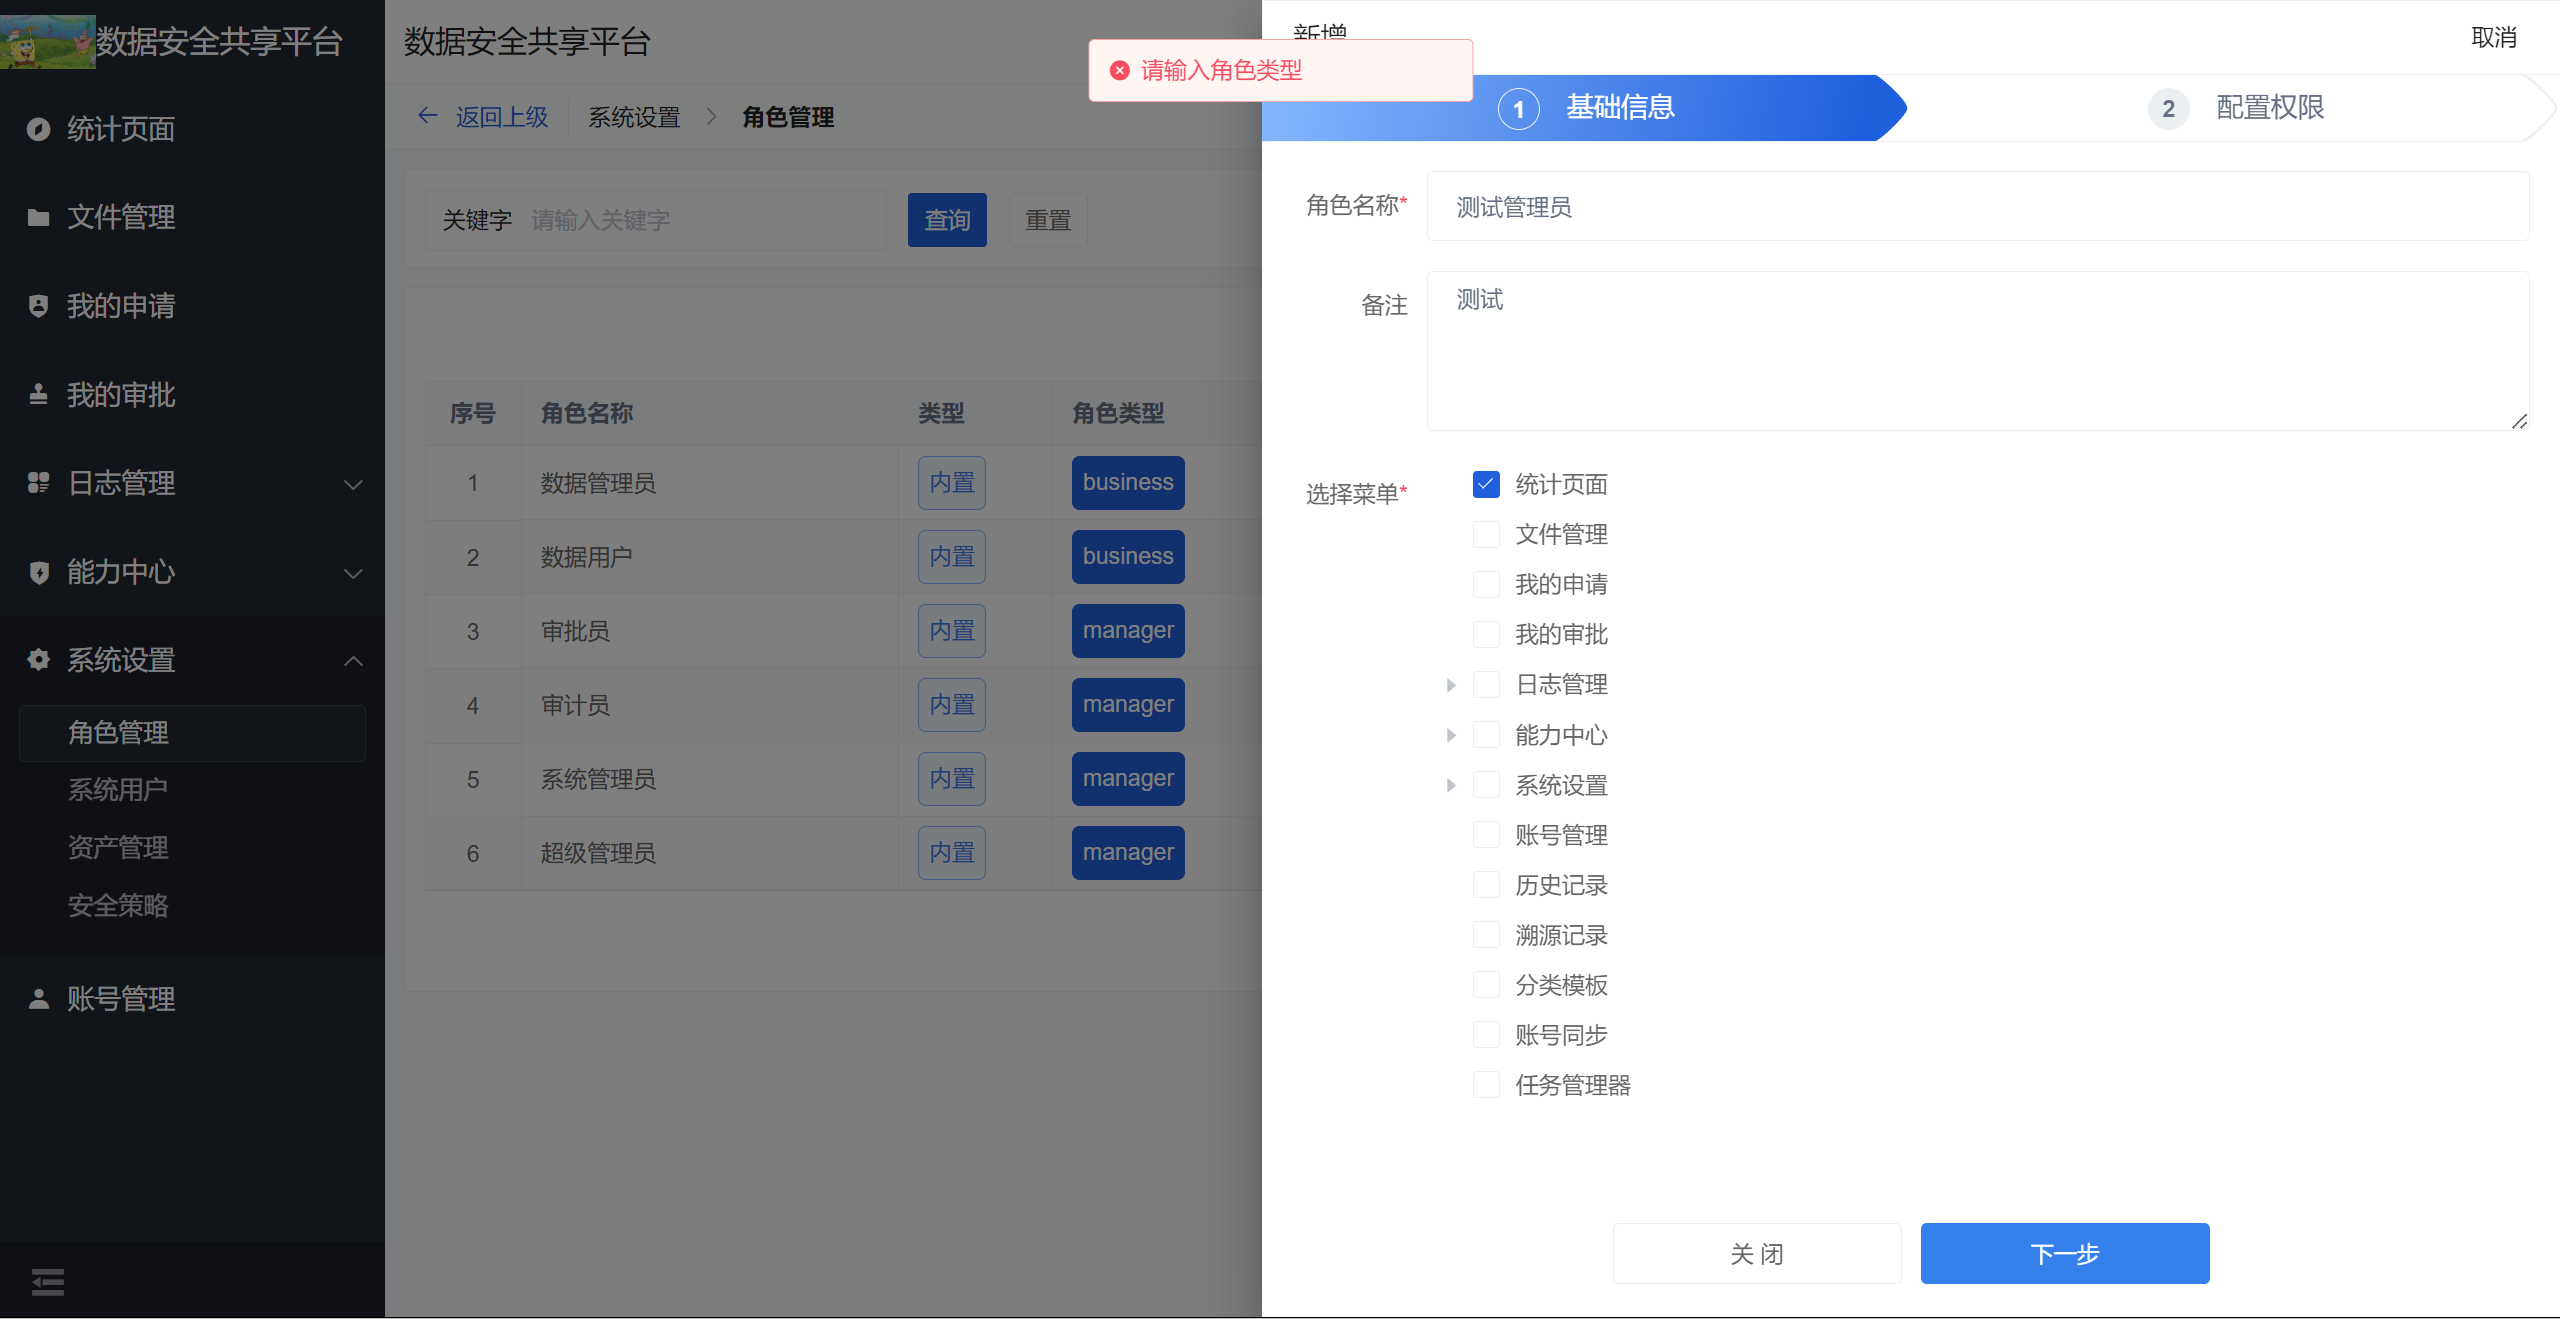 数据安全共享平台
统计页面
文件管理
我的申请
我的审批
日志管理
能力中心
系统设置
角色管理
系统用户
资产管理
安全策略
账号管理
数据安全共享平台
返回上级 系统设置 角色管理
关键字 请输入关键字 查询 重置
序号 角色名称 类型 角色类型
1 数据管理员 内置 business
2 数据用户 内置 business
3 审批员 内置 manager
4 审计员 内置 manager
5 系统管理员 内置 manager
6 超级管理员 内置 manager
请输入角色类型
新增
取消
1 基础信息
2 配置权限
角色名称* 测试管理员
备注 测试
选择菜单*
统计页面
文件管理
我的申请
我的审批
日志管理
能力中心
系统设置
账号管理
历史记录
溯源记录
分类模板
账号同步
任务管理器
关 闭
下一步